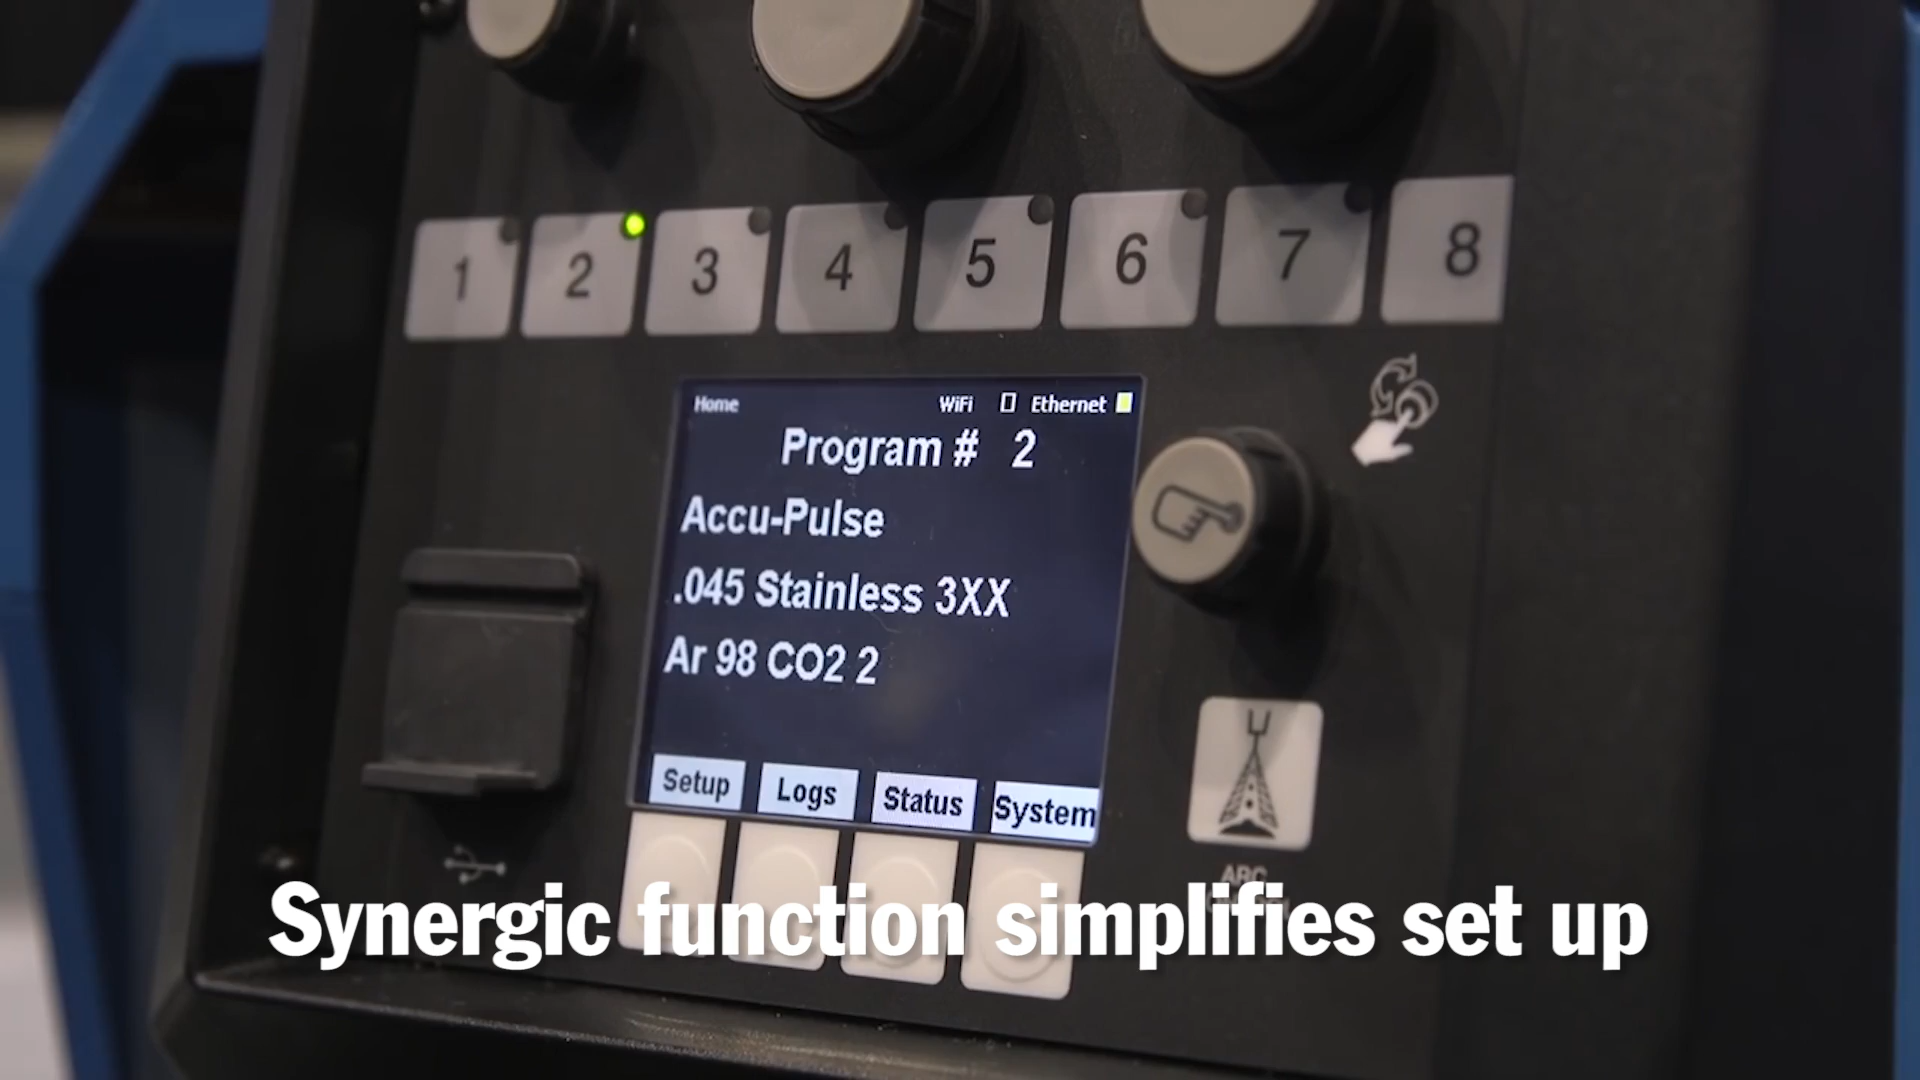 1 2 3 4 5 6 7 8
Home WiFi Ethernet
Program # 2
Accu-Pulse
.045 Stainless 3XX
Ar 98 CO2 2
Setup Logs Status System
ARC
Synergic function simplifies set up